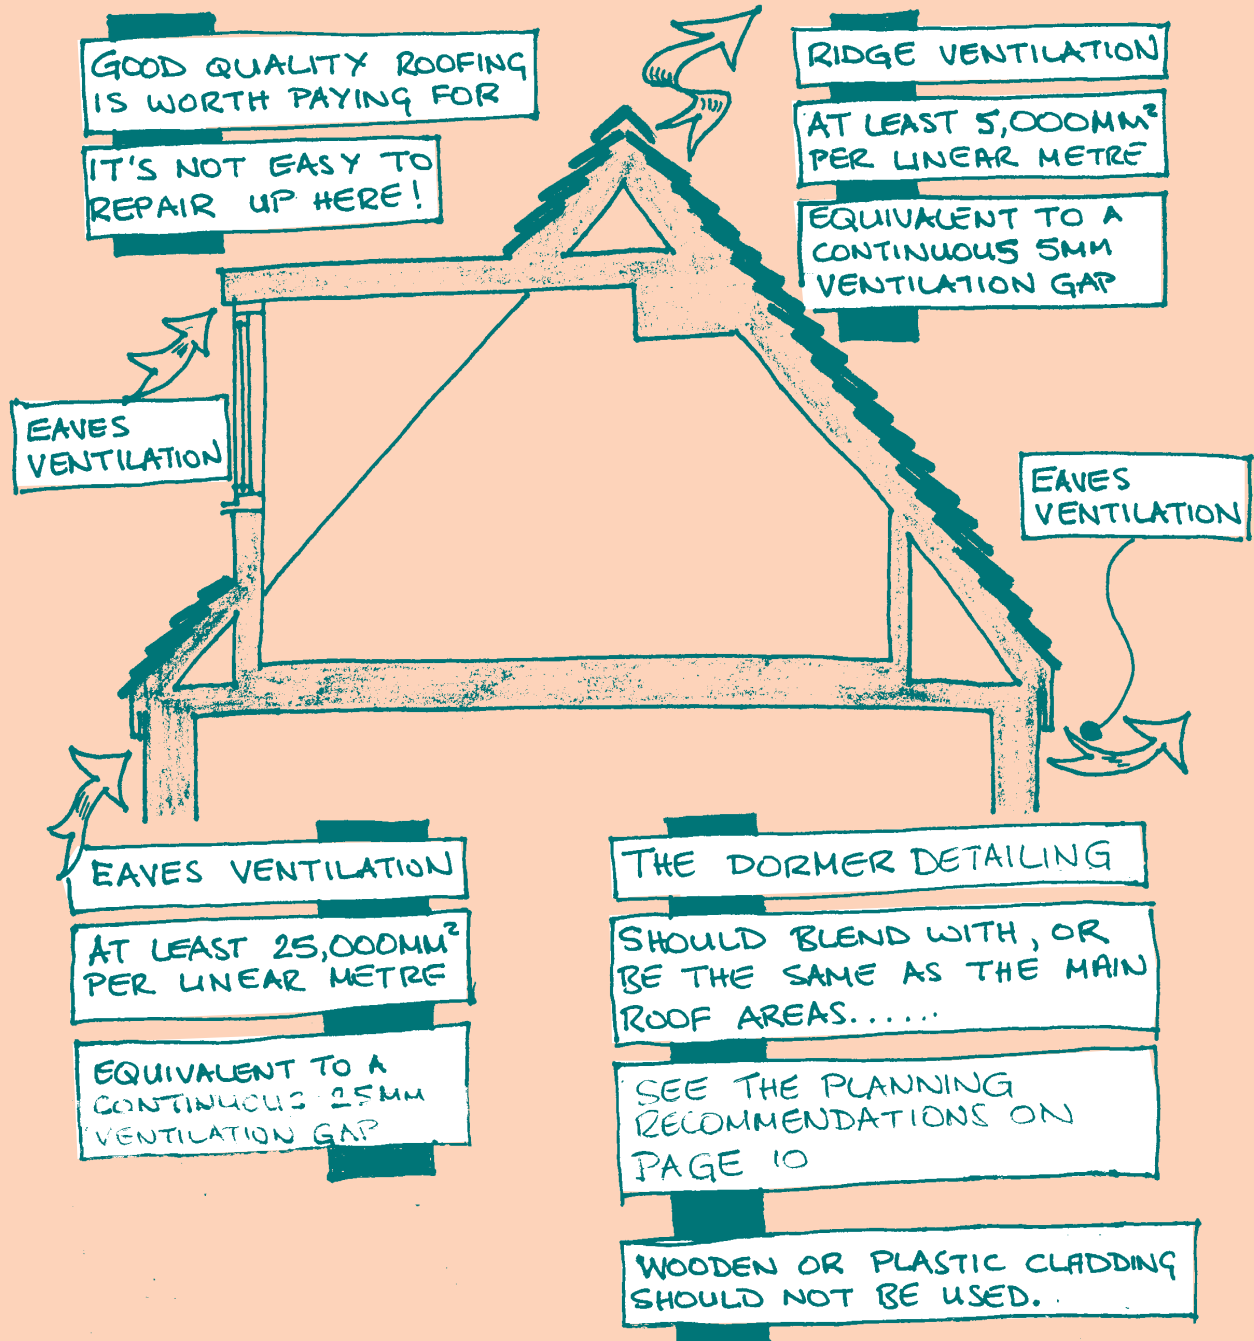 GOOD QUALITY ROOFING
IS WORTH PAYING FOR
IT'S NOT EASY TO
REPAIR UP HERE!
RIDGE VENTILATION
AT LEAST 5,000MM²
PER LINEAR METRE
EQUIVALENT TO A
CONTINUOUS 5MM
VENTILATION GAP
EAVES
VENTILATION
EAVES
VENTILATION
EAVES VENTILATION
AT LEAST 25,000MM²
PER LINEAR METRE
EQUIVALENT TO A
CONTINUOUS 25MM
VENTILATION GAP
THE DORMER DETAILING
SHOULD BLEND WITH, OR
BE THE SAME AS THE MAIN
ROOF AREAS......
SEE THE PLANNING
RECOMMENDATIONS ON
PAGE 10
WOODEN OR PLASTIC CLADDING
SHOULD NOT BE USED.